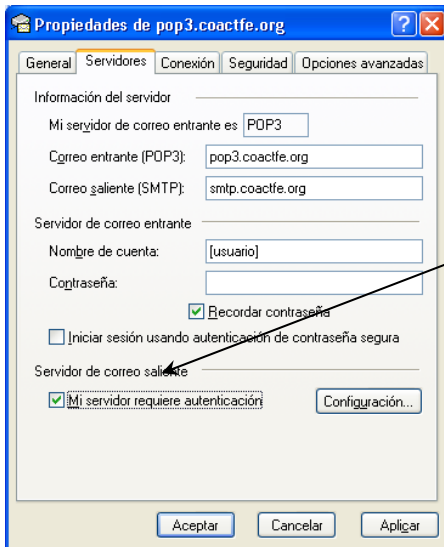 Propiedades de pop3.coactfe.org
General Servidores Conexión Seguridad Opciones avanzadas
Información del servidor
Mi servidor de correo entrante es POP3
Correo entrante (POP3): pop3.coactfe.org
Correo saliente (SMTP): smtp.coactfe.org
Servidor de correo entrante
Nombre de cuenta: [usuario]
Contraseña:
Recordar contraseña
Iniciar sesión usando autenticación de contraseña segura
Servidor de correo saliente
Mi servidor requiere autenticación Configuración...
Aceptar Cancelar Aplicar